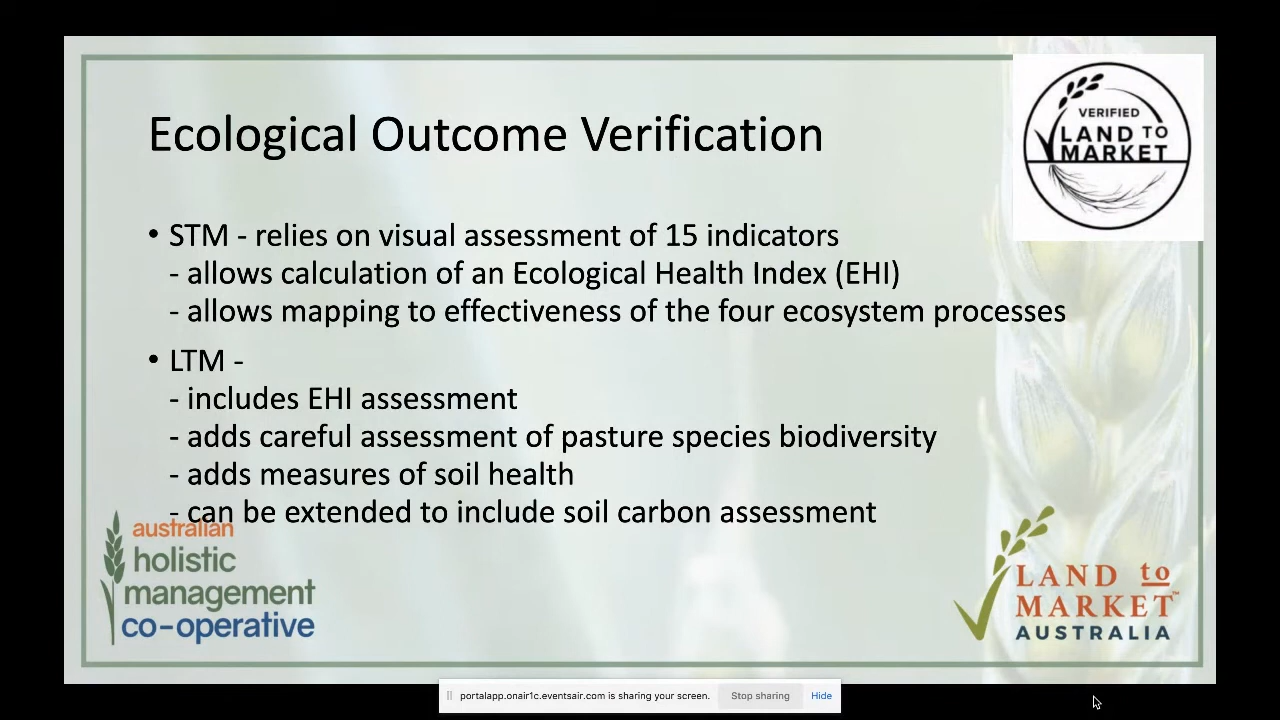 VERIFIED
LAND TO
MARKET
Ecological Outcome Verification
• STM - relies on visual assessment of 15 indicators
- allows calculation of an Ecological Health Index (EHI)
- allows mapping to effectiveness of the four ecosystem processes
• LTM -
- includes EHI assessment
- adds careful assessment of pasture species biodiversity
- adds measures of soil health
- can be extended to include soil carbon assessment
australian
holistic
management
co-operative
LAND to
MARKET™
AUSTRALIA
portalapp.onair1c.eventsair.com is sharing your screen. Stop sharing Hide